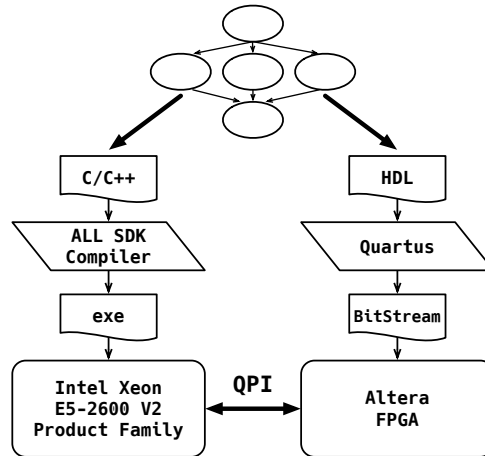 C/C++
HDL
ALL SDK
Compiler
Quartus
exe
BitStream
Intel Xeon
E5-2600 V2
Product Family
QPI
Altera
FPGA